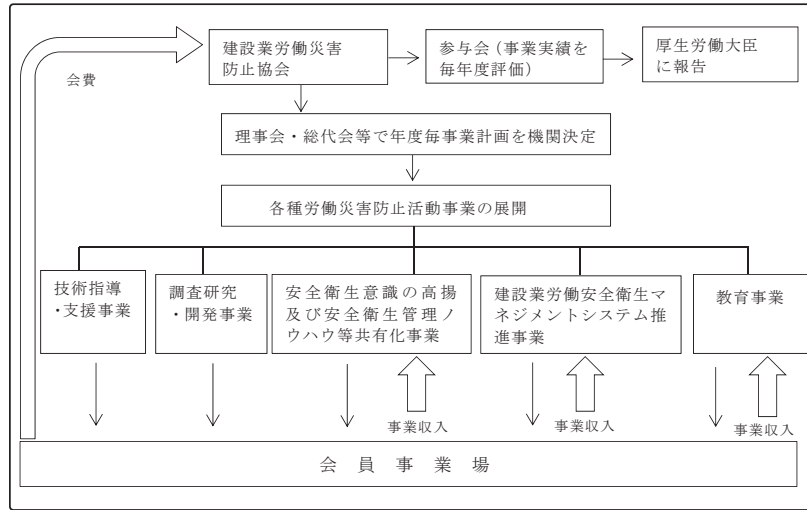 建設業労働災害
防止協会
参与会（事業実績を
毎年度評価）
厚生労働大臣
に報告
会費
理事会・総代会等で年度毎事業計画を機関決定
各種労働災害防止活動事業の展開
技術指導
・支援事業
調査研究
・開発事業
安全衛生意識の高揚
及び安全衛生管理ノ
ウハウ等共有化事業
建設業労働安全衛生マ
ネジメントシステム推
進事業
教育事業
事業収入
事業収入
事業収入
会員事業場